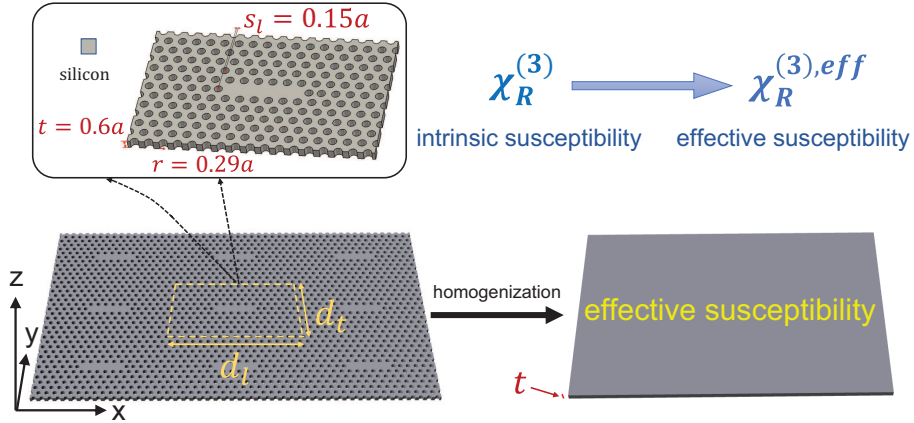 s_l = 0.15a
silicon
t = 0.6a
r = 0.29a
χ_R^(3)
χ_R^(3),eff
intrinsic susceptibility
effective susceptibility
z
y
x
d_t
d_l
homogenization
effective susceptibility
t